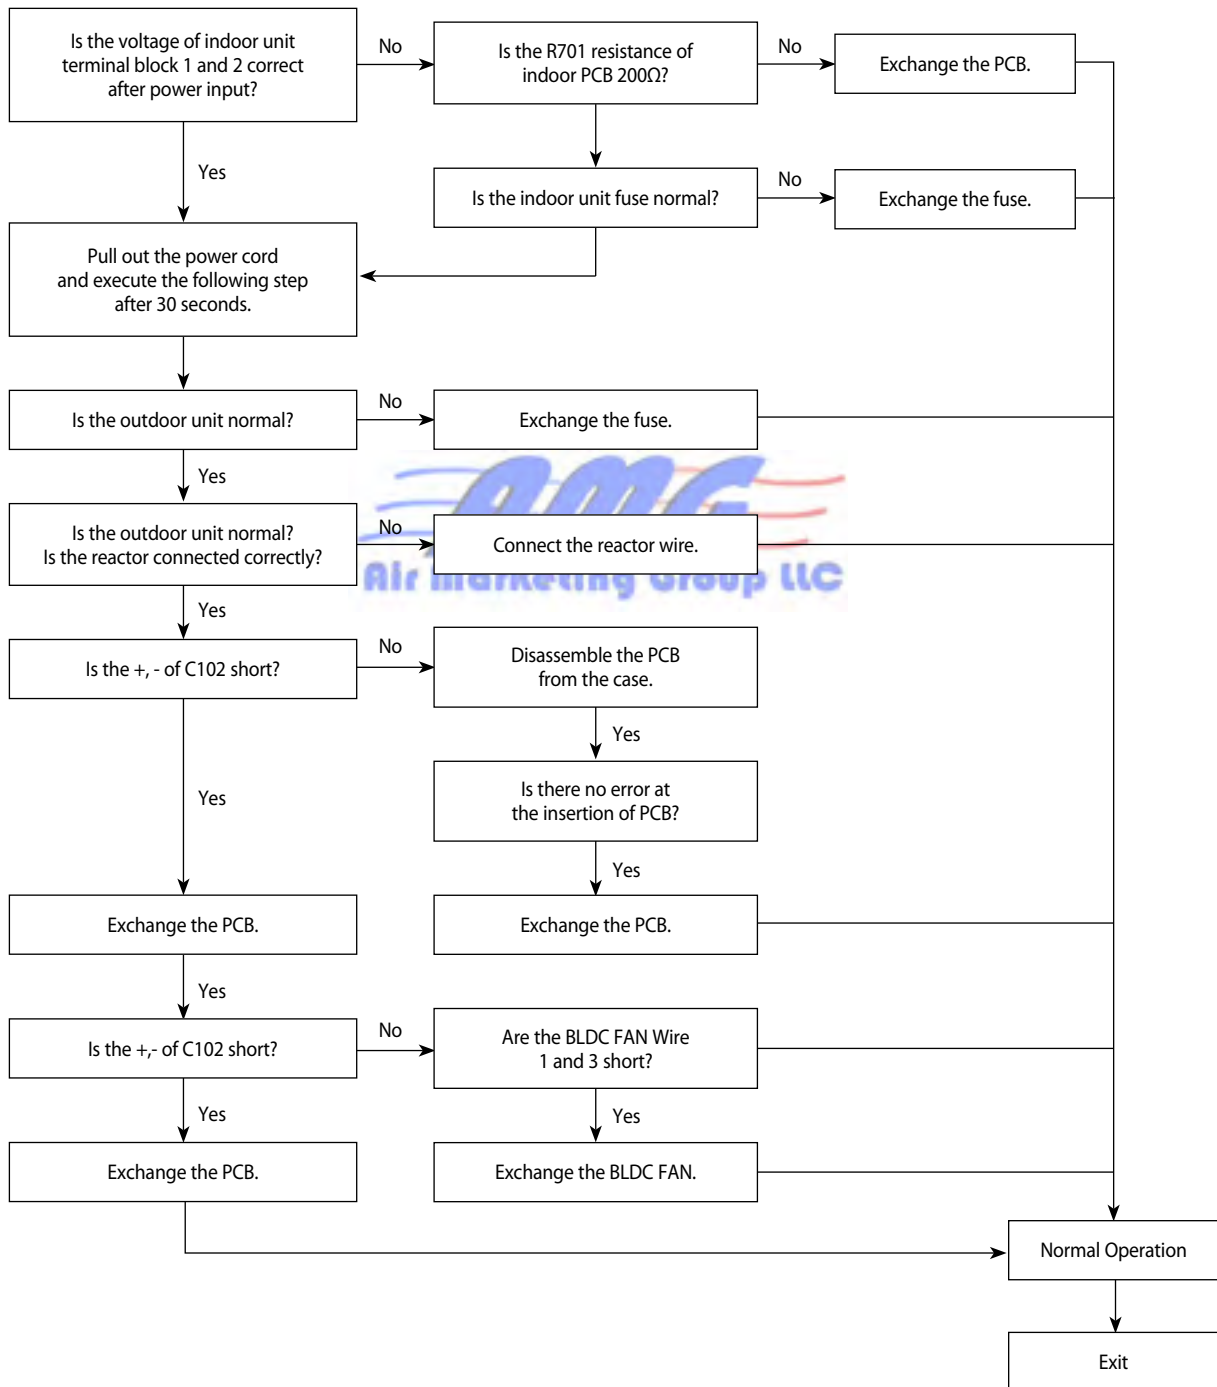 Is the voltage of indoor unit
terminal block 1 and 2 correct
after power input?
No
Is the R701 resistance of
indoor PCB 200Ω?
No
Exchange the PCB.
Yes
Is the indoor unit fuse normal?
No
Exchange the fuse.
Pull out the power cord
and execute the following step
after 30 seconds.
Is the outdoor unit normal?
No
Exchange the fuse.
Yes
AMG
Air Marketing Group LLC
Is the outdoor unit normal?
Is the reactor connected correctly?
No
Connect the reactor wire.
Yes
Is the +, - of C102 short?
No
Disassemble the PCB
from the case.
Yes
Is there no error at
the insertion of PCB?
Yes
Yes
Exchange the PCB.
Exchange the PCB.
Yes
Is the +,- of C102 short?
No
Are the BLDC FAN Wire
1 and 3 short?
Yes
Yes
Exchange the PCB.
Exchange the BLDC FAN.
Normal Operation
Exit